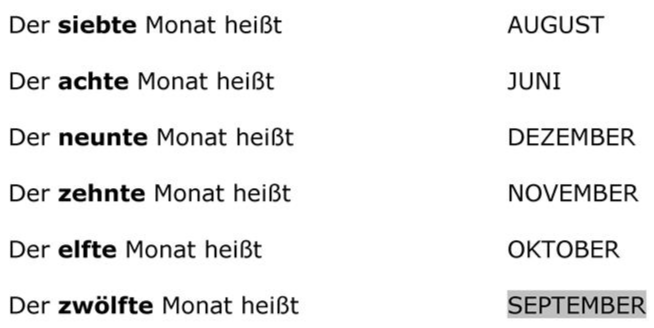 Der siebte Monat heißt AUGUST
Der achte Monat heißt JUNI
Der neunte Monat heißt DEZEMBER
Der zehnte Monat heißt NOVEMBER
Der elfte Monat heißt OKTOBER
Der zwölfte Monat heißt SEPTEMBER